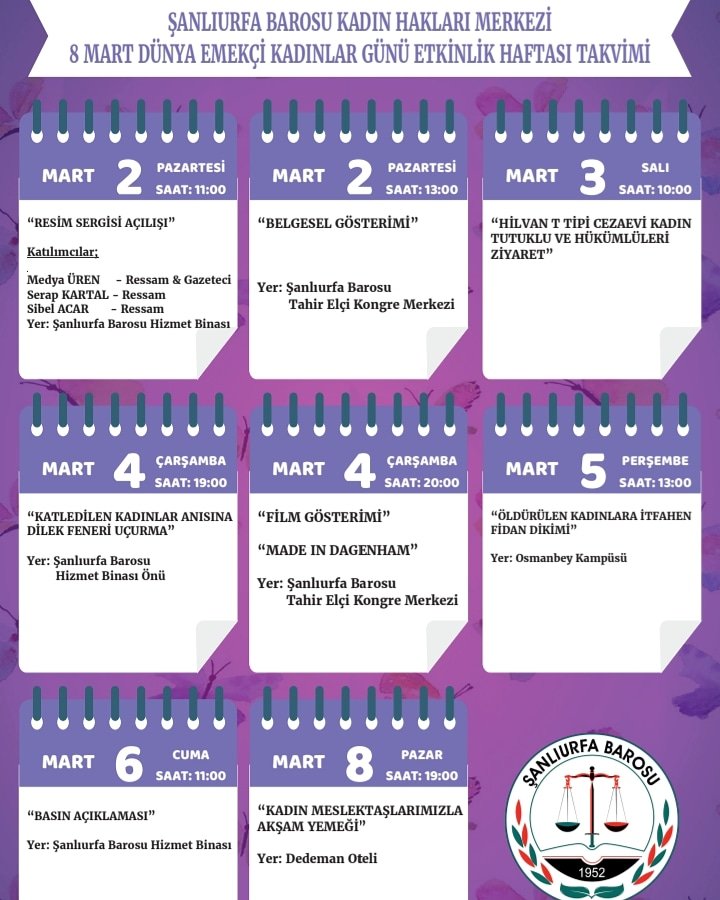 ŞANLIURFA BAROSU KADIN HAKLARI MERKEZİ
8 MART DÜNYA EMEKÇİ KADINLAR GÜNÜ ETKİNLİK HAFTASI TAKVİMİ
MART 2 PAZARTESİ
SAAT: 11:00
“RESİM SERGİSİ AÇILIŞI”
Katılımcılar;
Medya ÜREN - Ressam & Gazeteci
Serap KARTAL - Ressam
Sibel ACAR - Ressam
Yer: Şanlıurfa Barosu Hizmet Binası
MART 2 PAZARTESİ
SAAT: 13:00
“BELGESEL GÖSTERİMİ”
Yer: Şanlıurfa Barosu
Tahir Elçi Kongre Merkezi
MART 3 SALI
SAAT: 10:00
“HİLVAN T TİPİ CEZAEVİ KADIN
TUTUKLU VE HÜKÜMLÜLERİ
ZİYARET”
MART 4 ÇARŞAMBA
SAAT: 19:00
“KATLEDİLEN KADINLAR ANISINA
DİLEK FENERİ UÇURMA”
Yer: Şanlıurfa Barosu
Hizmet Binası Önü
MART 4 ÇARŞAMBA
SAAT: 20:00
“FİLM GÖSTERİMİ”
“MADE IN DAGENHAM”
Yer: Şanlıurfa Barosu
Tahir Elçi Kongre Merkezi
MART 5 PERŞEMBE
SAAT: 13:00
“ÖLDÜRÜLEN KADINLARA İTFAHEN
FİDAN DİKİMİ”
Yer: Osmanbey Kampüsü
MART 6 CUMA
SAAT: 11:00
“BASIN AÇIKLAMASI”
Yer: Şanlıurfa Barosu Hizmet Binası
MART 8 PAZAR
SAAT: 19:00
“KADIN MESLEKTAŞLARIMIZLA
AKŞAM YEMEĞİ”
Yer: Dedeman Oteli
ŞANLIURFA BAROSU
1952